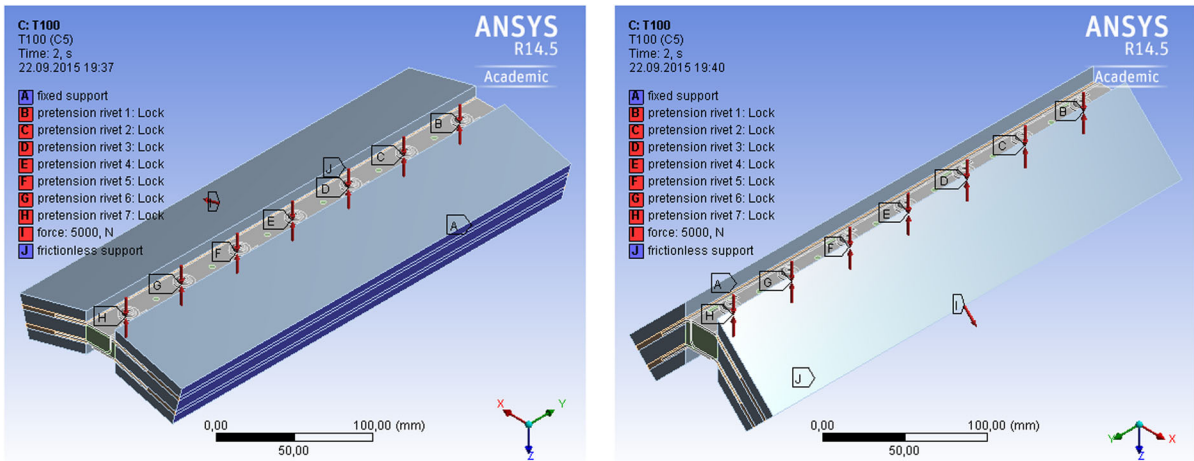 C: T100
T100 (C5)
Time: 2, s
22.09.2015 19:37
A fixed support
B pretension rivet 1: Lock
C pretension rivet 2: Lock
D pretension rivet 3: Lock
E pretension rivet 4: Lock
F pretension rivet 5: Lock
G pretension rivet 6: Lock
H pretension rivet 7: Lock
I force: 5000, N
J frictionless support
ANSYS
R14.5
Academic
B
C
J
D
I
A
E
F
G
H
0,00
100,00 (mm)
50,00
X
Y
Z
C: T100
T100 (C5)
Time: 2, s
22.09.2015 19:40
A fixed support
B pretension rivet 1: Lock
C pretension rivet 2: Lock
D pretension rivet 3: Lock
E pretension rivet 4: Lock
F pretension rivet 5: Lock
G pretension rivet 6: Lock
H pretension rivet 7: Lock
I force: 5000, N
J frictionless support
ANSYS
R14.5
Academic
B
C
D
E
F
A
G
I
H
J
0,00
100,00 (mm)
50,00
Y
X
Z